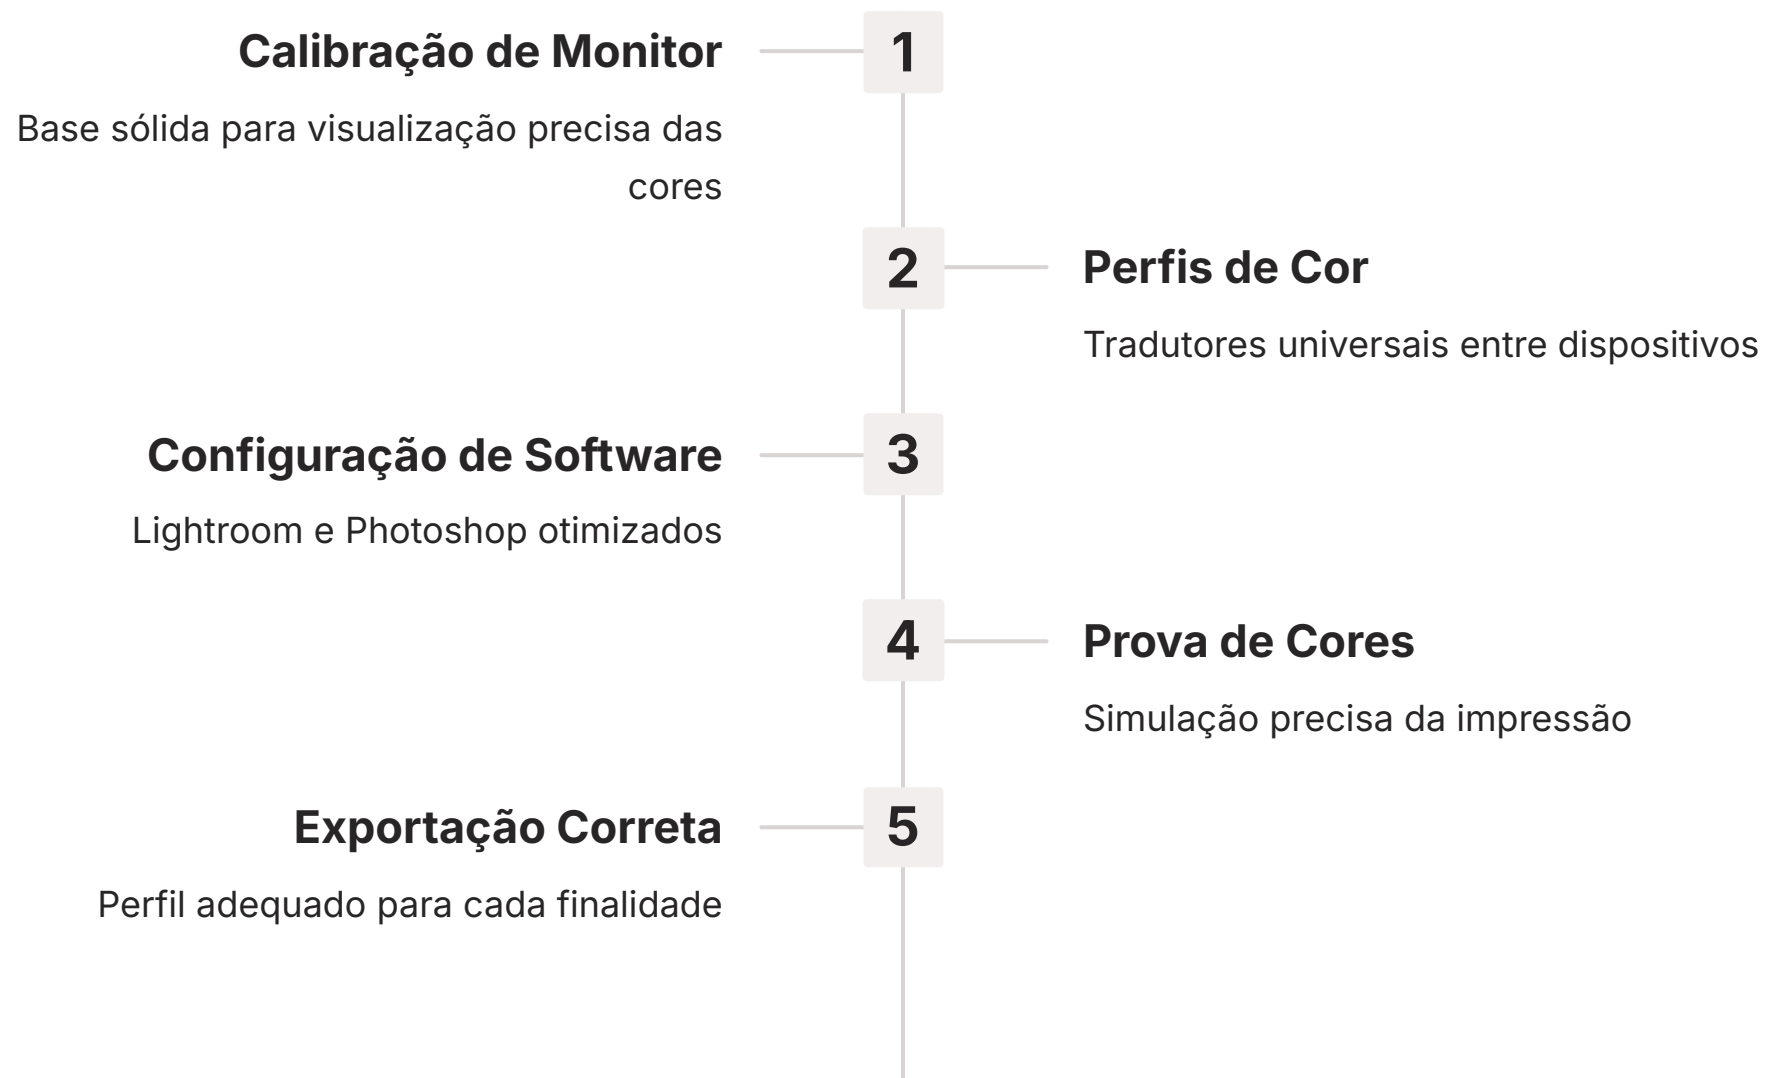 1
Calibração de Monitor
Base sólida para visualização precisa das
cores
2
Perfis de Cor
Tradutores universais entre dispositivos
3
Configuração de Software
Lightroom e Photoshop otimizados
4
Prova de Cores
Simulação precisa da impressão
5
Exportação Correta
Perfil adequado para cada finalidade